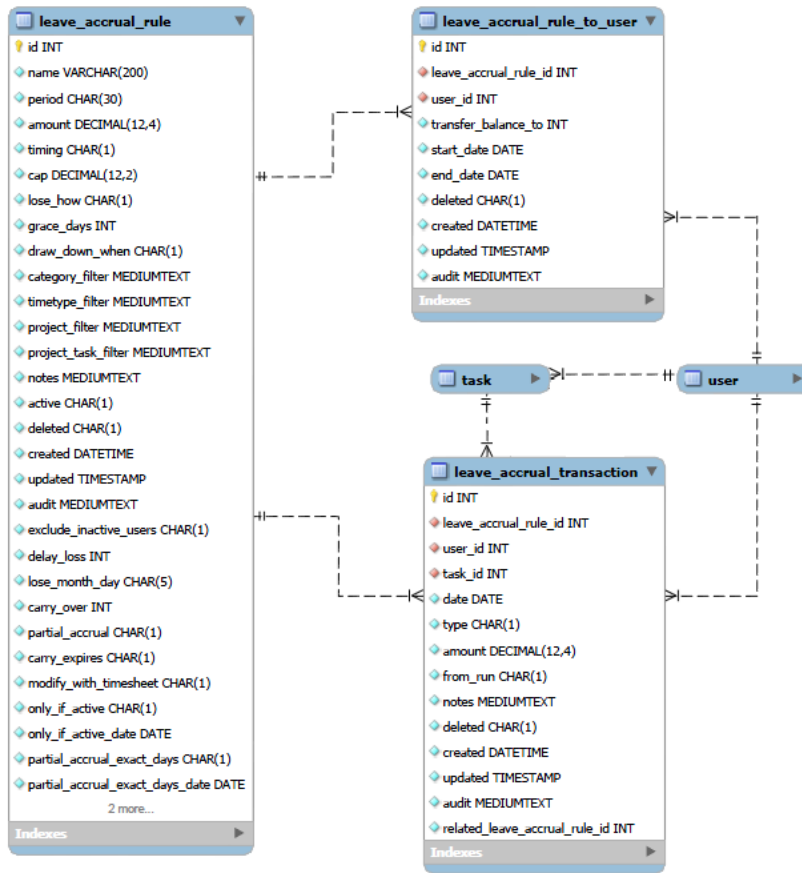 leave_accrual_rule
id INT
name VARCHAR(200)
period CHAR(30)
amount DECIMAL(12,4)
timing CHAR(1)
cap DECIMAL(12,2)
lose_how CHAR(1)
grace_days INT
draw_down_when CHAR(1)
category_filter MEDIUMTEXT
timetype_filter MEDIUMTEXT
project_filter MEDIUMTEXT
project_task_filter MEDIUMTEXT
notes MEDIUMTEXT
active CHAR(1)
deleted CHAR(1)
created DATETIME
updated TIMESTAMP
audit MEDIUMTEXT
exclude_inactive_users CHAR(1)
delay_loss INT
lose_month_day CHAR(5)
carry_over INT
partial_accrual CHAR(1)
carry_expires CHAR(1)
modify_with_timesheet CHAR(1)
only_if_active CHAR(1)
only_if_active_date DATE
partial_accrual_exact_days CHAR(1)
partial_accrual_exact_days_date DATE
2 more...
Indexes
leave_accrual_rule_to_user
id INT
leave_accrual_rule_id INT
user_id INT
transfer_balance_to INT
start_date DATE
end_date DATE
deleted CHAR(1)
created DATETIME
updated TIMESTAMP
audit MEDIUMTEXT
Indexes
task
user
leave_accrual_transaction
id INT
leave_accrual_rule_id INT
user_id INT
task_id INT
date DATE
type CHAR(1)
amount DECIMAL(12,4)
from_run CHAR(1)
notes MEDIUMTEXT
deleted CHAR(1)
created DATETIME
updated TIMESTAMP
audit MEDIUMTEXT
related_leave_accrual_rule_id INT
Indexes